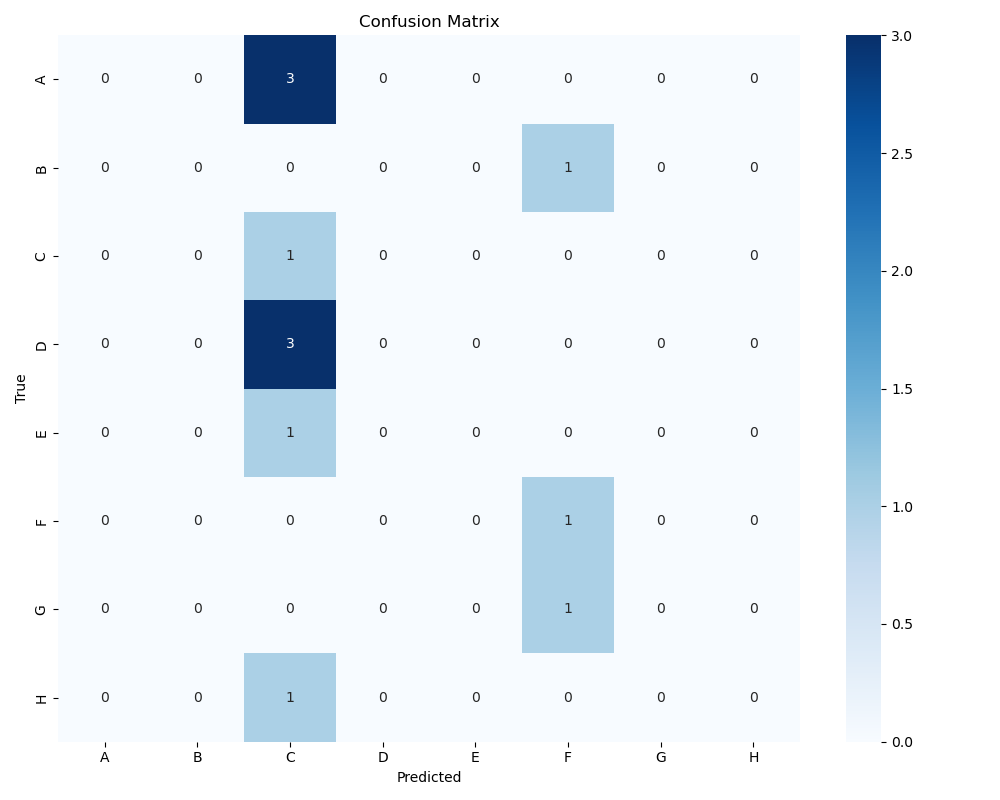 Confusion Matrix
A 0 0 3 0 0 0 0 0
B 0 0 0 0 0 1 0 0
C 0 0 1 0 0 0 0 0
D 0 0 3 0 0 0 0 0
E 0 0 1 0 0 0 0 0
F 0 0 0 0 0 1 0 0
G 0 0 0 0 0 1 0 0
H 0 0 1 0 0 0 0 0
True
A B C D E F G H
Predicted
3.0
2.5
2.0
1.5
1.0
0.5
0.0